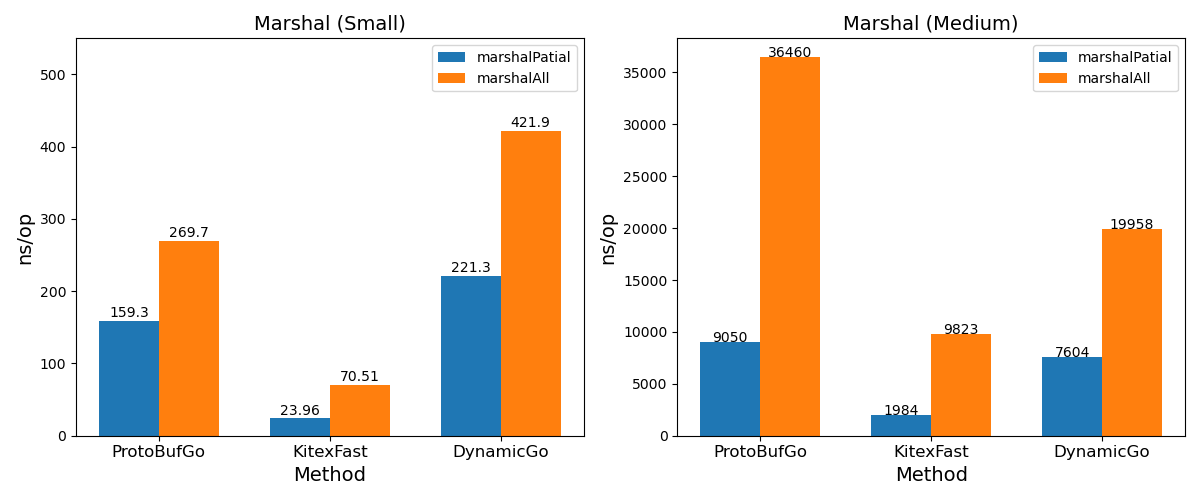 Marshal (Small)
marshalPatial
marshalAll
ns/op
500
400
300
200
100
0
159.3
269.7
23.96
70.51
221.3
421.9
ProtoBufGo
KitexFast
DynamicGo
Method
Marshal (Medium)
marshalPatial
marshalAll
ns/op
35000
30000
25000
20000
15000
10000
5000
0
9050
36460
1984
9823
7604
19958
ProtoBufGo
KitexFast
DynamicGo
Method